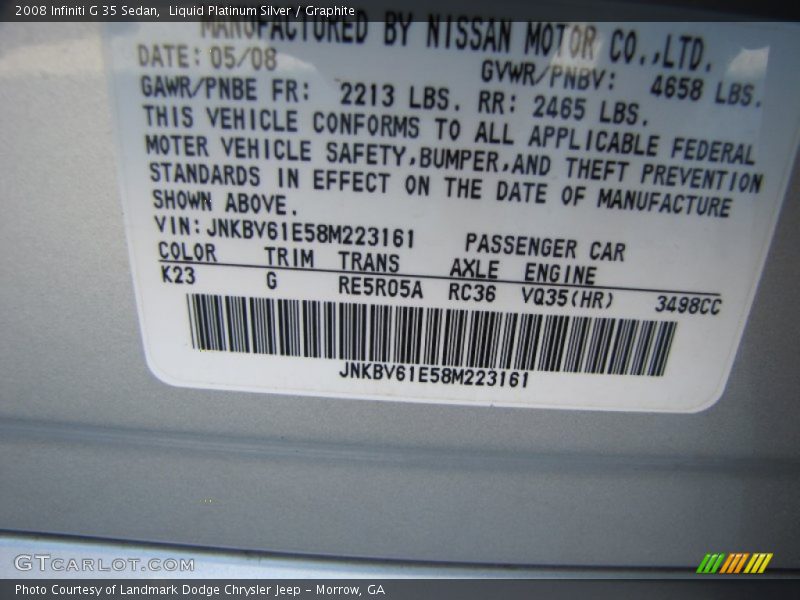 2008 Infiniti G 35 Sedan,  Liquid Platinum Silver / Graphite
MANUFACTURED BY NISSAN MOTOR CO.,LTD.
DATE: 05/08 GVWR/PNBV: 4658 LBS.
GAWR/PNBE FR: 2213 LBS. RR: 2465 LBS.
THIS VEHICLE CONFORMS TO ALL APPLICABLE FEDERAL
MOTER VEHICLE SAFETY,BUMPER,AND THEFT PREVENTION
STANDARDS IN EFFECT ON THE DATE OF MANUFACTURE
SHOWN ABOVE.
VIN: JNKBV61E58M223161 PASSENGER CAR
COLOR TRIM TRANS AXLE ENGINE
K23 G RE5R05A RC36 VQ35(HR) 3498CC
JNKBV61E58M223161
GTCARLOT.COM
Photo Courtesy of Landmark Dodge Chrysler Jeep – Morrow, GA